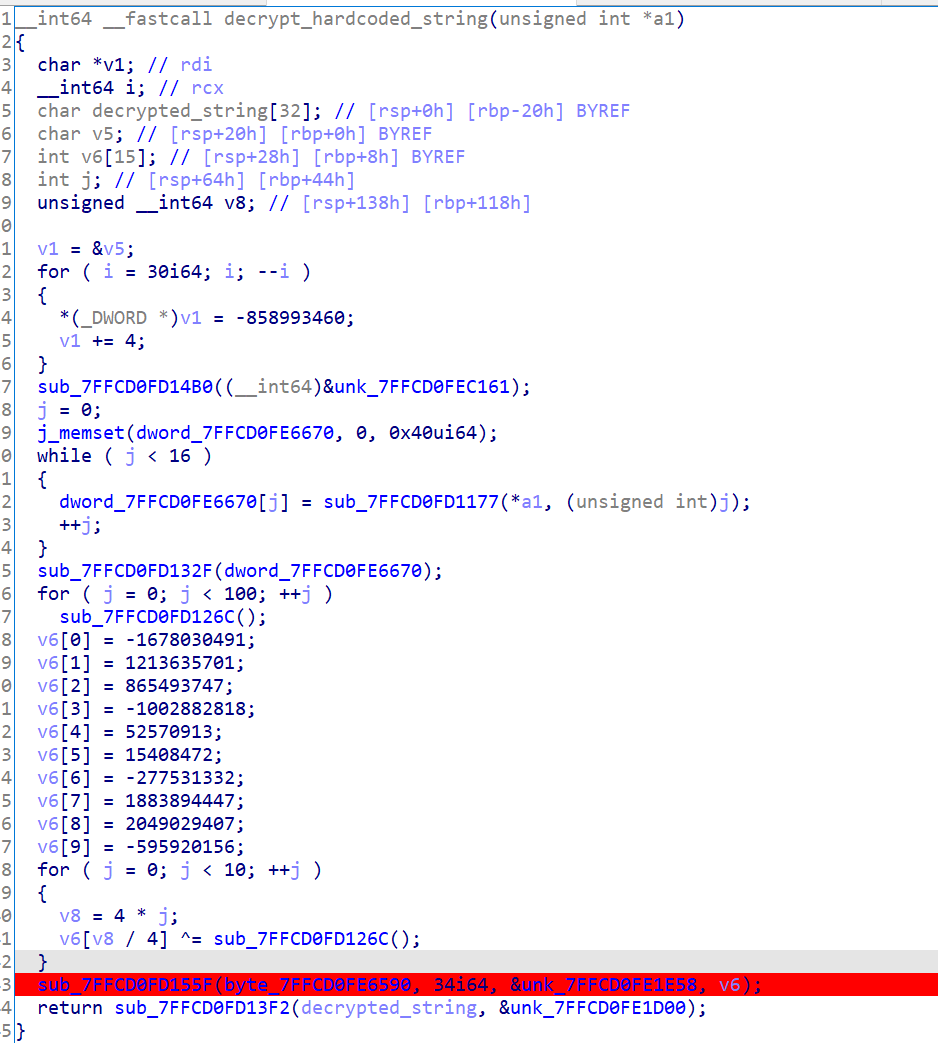 1 __int64 __fastcall decrypt_hardcoded_string(unsigned int *a1)
2 {
3 char *v1; // rdi
4 __int64 i; // rcx
5 char decrypted_string[32]; // [rsp+0h] [rbp-20h] BYREF
6 char v5; // [rsp+20h] [rbp+0h] BYREF
7 int v6[15]; // [rsp+28h] [rbp+8h] BYREF
8 int j; // [rsp+64h] [rbp+44h]
9 unsigned __int64 v8; // [rsp+138h] [rbp+118h]
0
1 v1 = &v5;
2 for ( i = 30i64; i; --i )
3 {
4 *(_DWORD *)v1 = -858993460;
5 v1 += 4;
6 }
7 sub_7FFCD0FD14B0((__int64)&unk_7FFCD0FEC161);
8 j = 0;
9 j_memset(dword_7FFCD0FE6670, 0, 0x40ui64);
0 while ( j < 16 )
1 {
2 dword_7FFCD0FE6670[j] = sub_7FFCD0FD1177(*a1, (unsigned int)j);
3 ++j;
4 }
5 sub_7FFCD0FD132F(dword_7FFCD0FE6670);
6 for ( j = 0; j < 100; ++j )
7 sub_7FFCD0FD126C();
8 v6[0] = -1678030491;
9 v6[1] = 1213635701;
0 v6[2] = 865493747;
1 v6[3] = -1002882818;
2 v6[4] = 52570913;
3 v6[5] = 15408472;
4 v6[6] = -277531332;
5 v6[7] = 1883894447;
6 v6[8] = 2049029407;
7 v6[9] = -595920156;
8 for ( j = 0; j < 10; ++j )
9 {
0 v8 = 4 * j;
1 v6[v8 / 4] ^= sub_7FFCD0FD126C();
2 }
3 sub_7FFCD0FD155F(byte_7FFCD0FE6590, 34i64, &unk_7FFCD0FE1E58, v6);
4 return sub_7FFCD0FD13F2(decrypted_string, &unk_7FFCD0FE1D00);
5 }